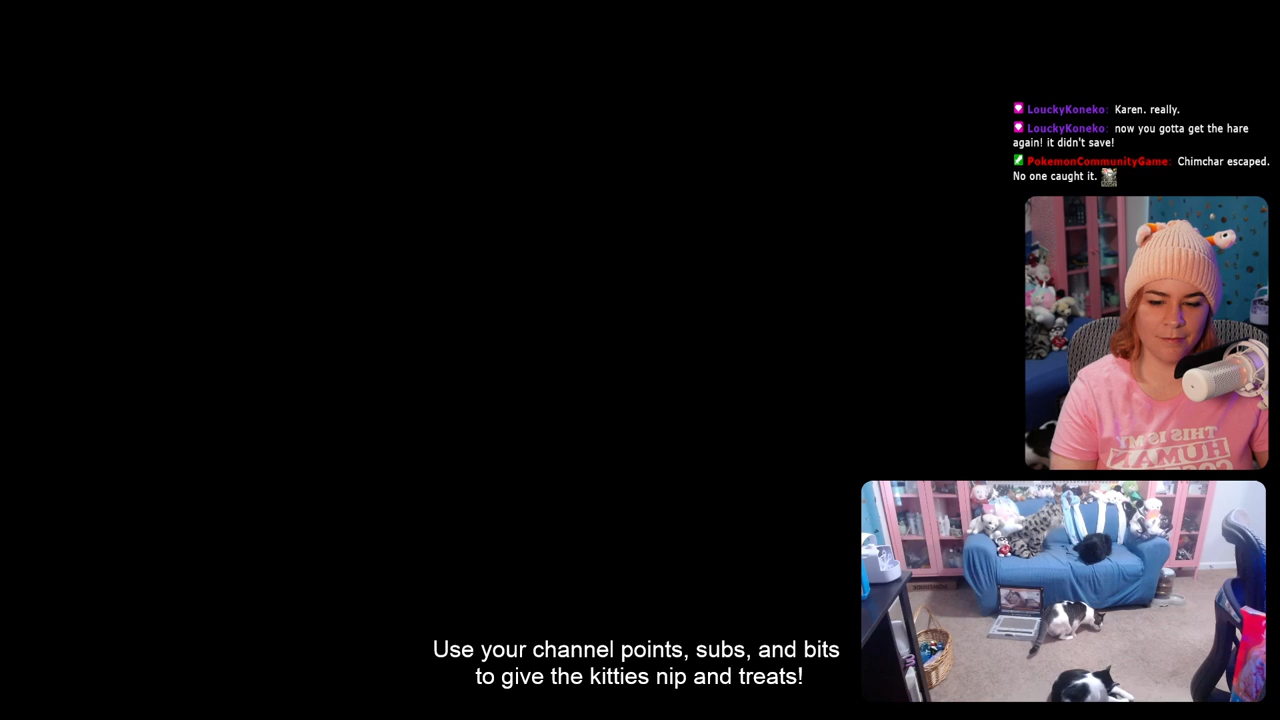 LouckyKoneko: Karen. really.
LouckyKoneko: now you gotta get the hare
again! it didn't save!
PokemonCommunityGame: Chimchar escaped.
No one caught it.
THIS IS MY
HUMAN
Use your channel points, subs, and bits
to give the kitties nip and treats!